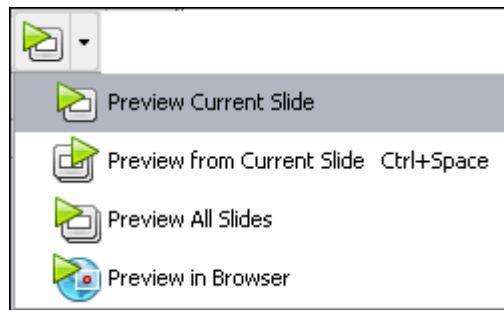 Preview Current Slide
Preview from Current Slide Ctrl+Space
Preview All Slides
Preview in Browser